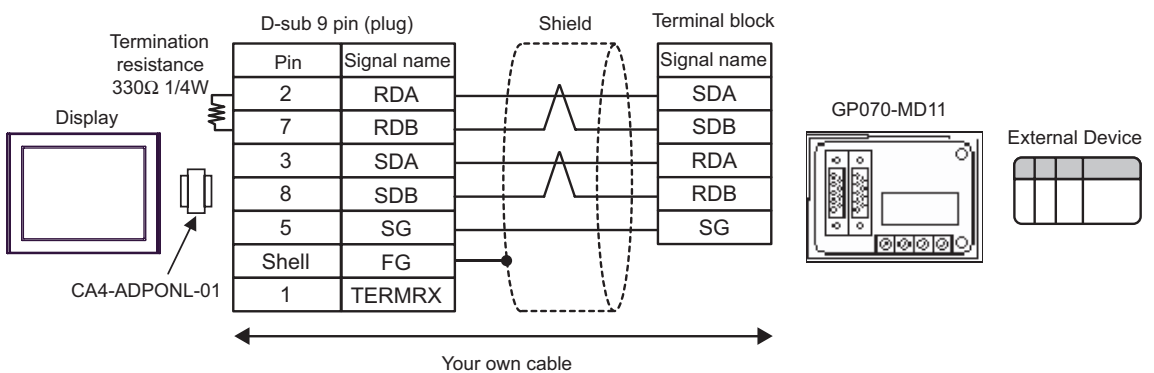 D-sub 9 pin (plug)
Shield
Terminal block
Termination
resistance
330Ω 1/4W
Pin Signal name
Signal name
2 RDA
SDA
7 RDB
SDB
3 SDA
RDA
8 SDB
RDB
5 SG
SG
Shell FG
1 TERMRX
Display
CA4-ADPONL-01
GP070-MD11
External Device
Your own cable